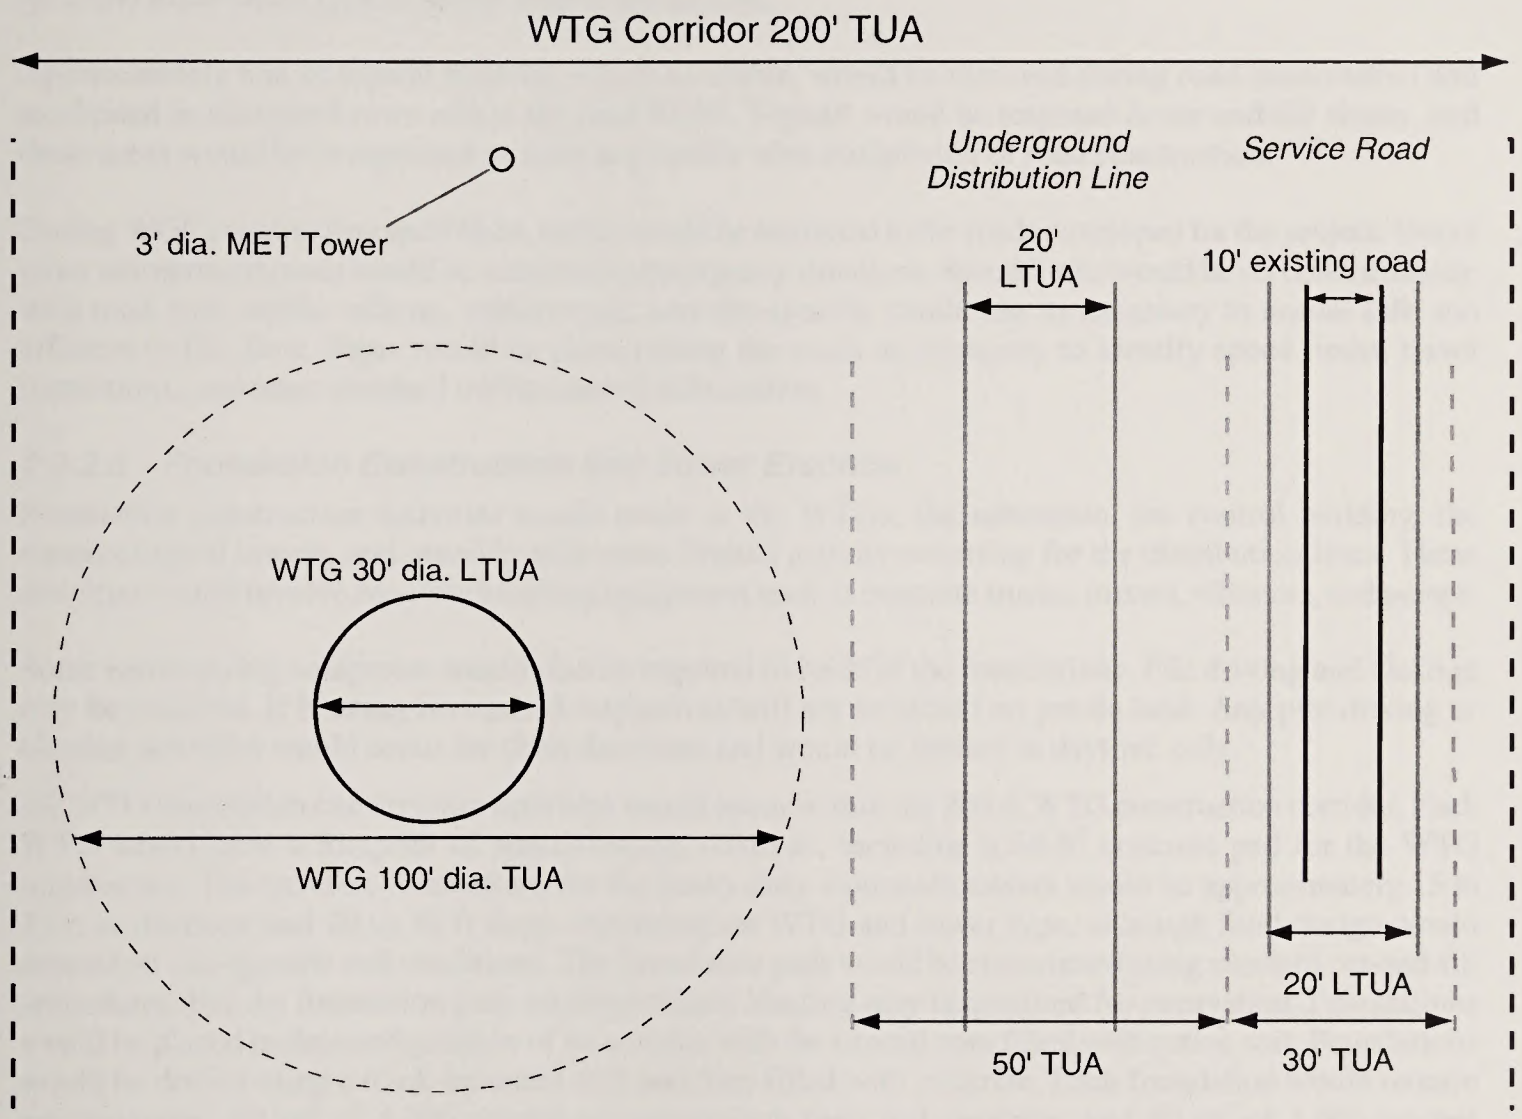 WTG Corridor 200' TUA
Underground
Distribution Line
Service Road
3' dia. MET Tower
20'
LTUA
10' existing road
WTG 30' dia. LTUA
WTG 100' dia. TUA
20' LTUA
50' TUA
30' TUA